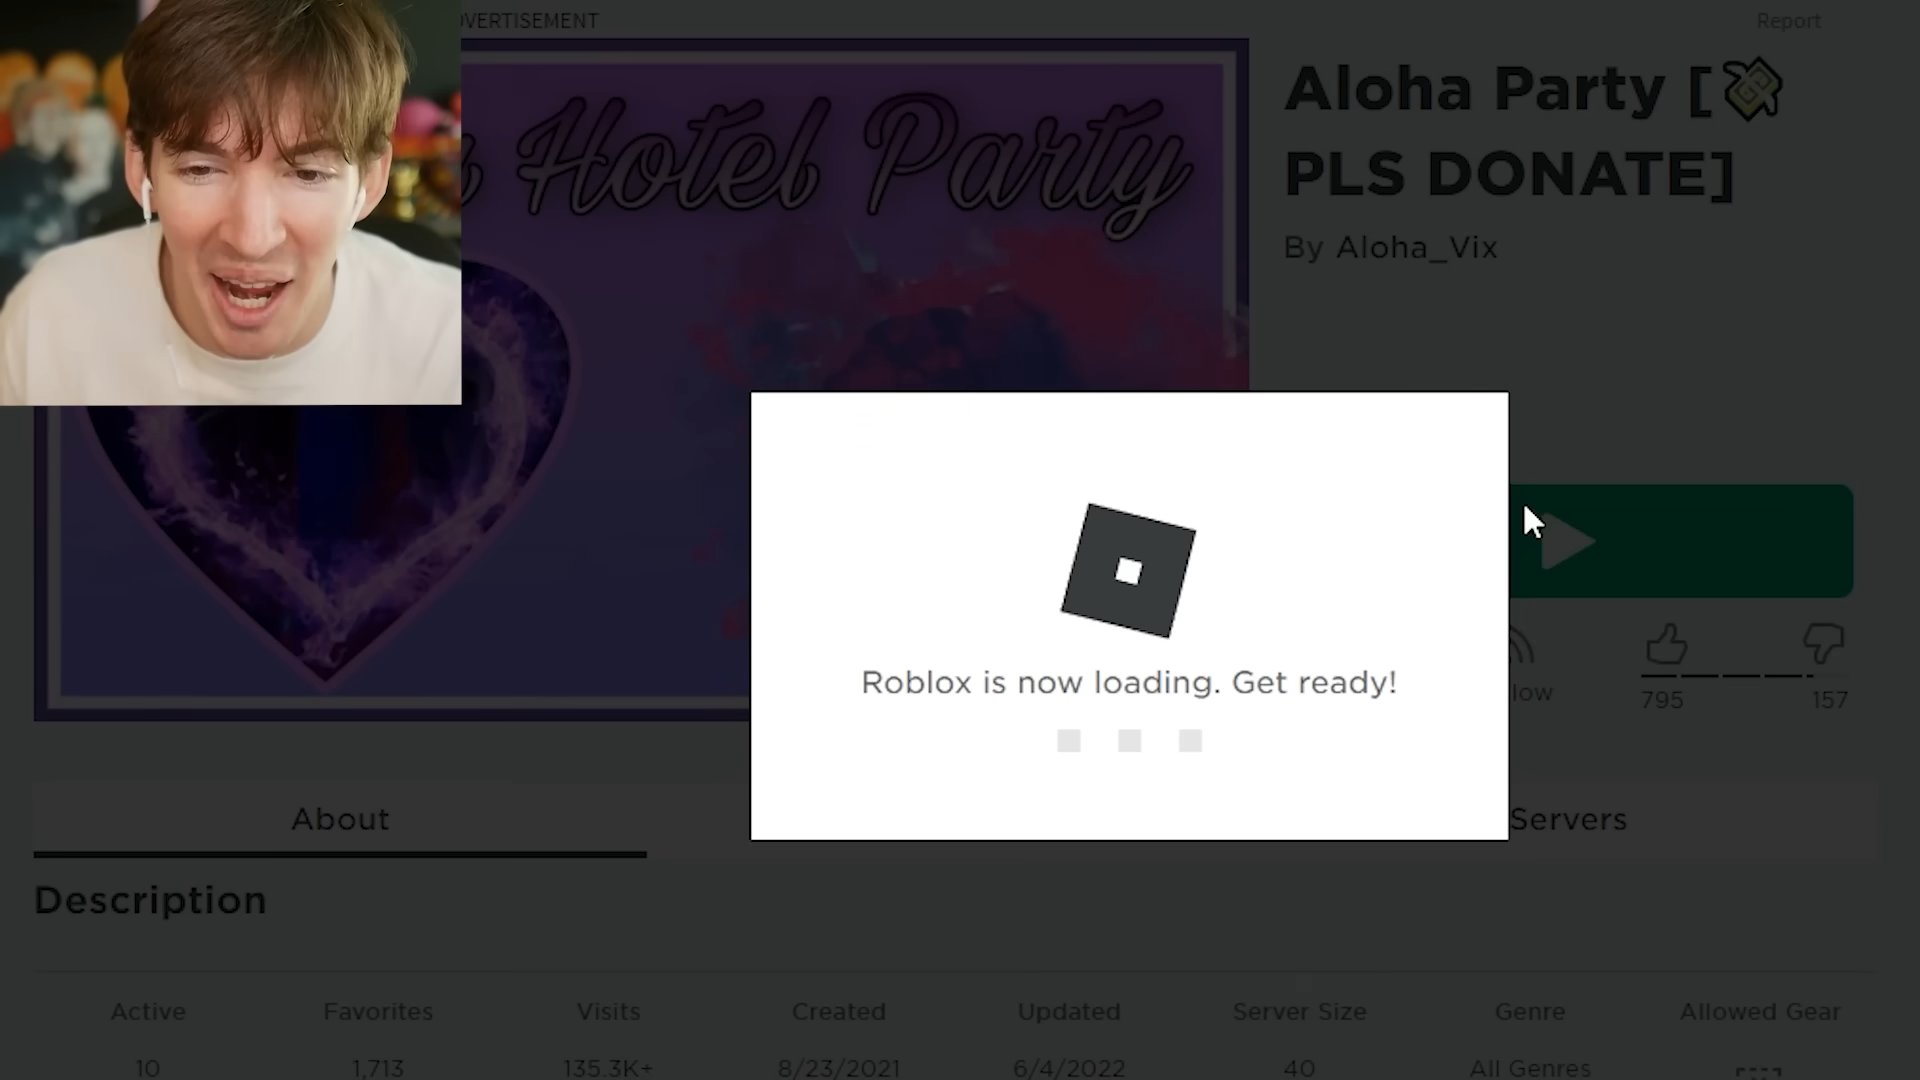 VERTISEMENT
Report
Hotel Party
Aloha Party [
PLS DONATE]
By Aloha_Vix
Roblox is now loading. Get ready!
low
795
157
About
Servers
Description
Active
Favorites
Visits
Created
Updated
Server Size
Genre
Allowed Gear
10
1,713
135.3K+
8/23/2021
6/4/2022
40
All Genres